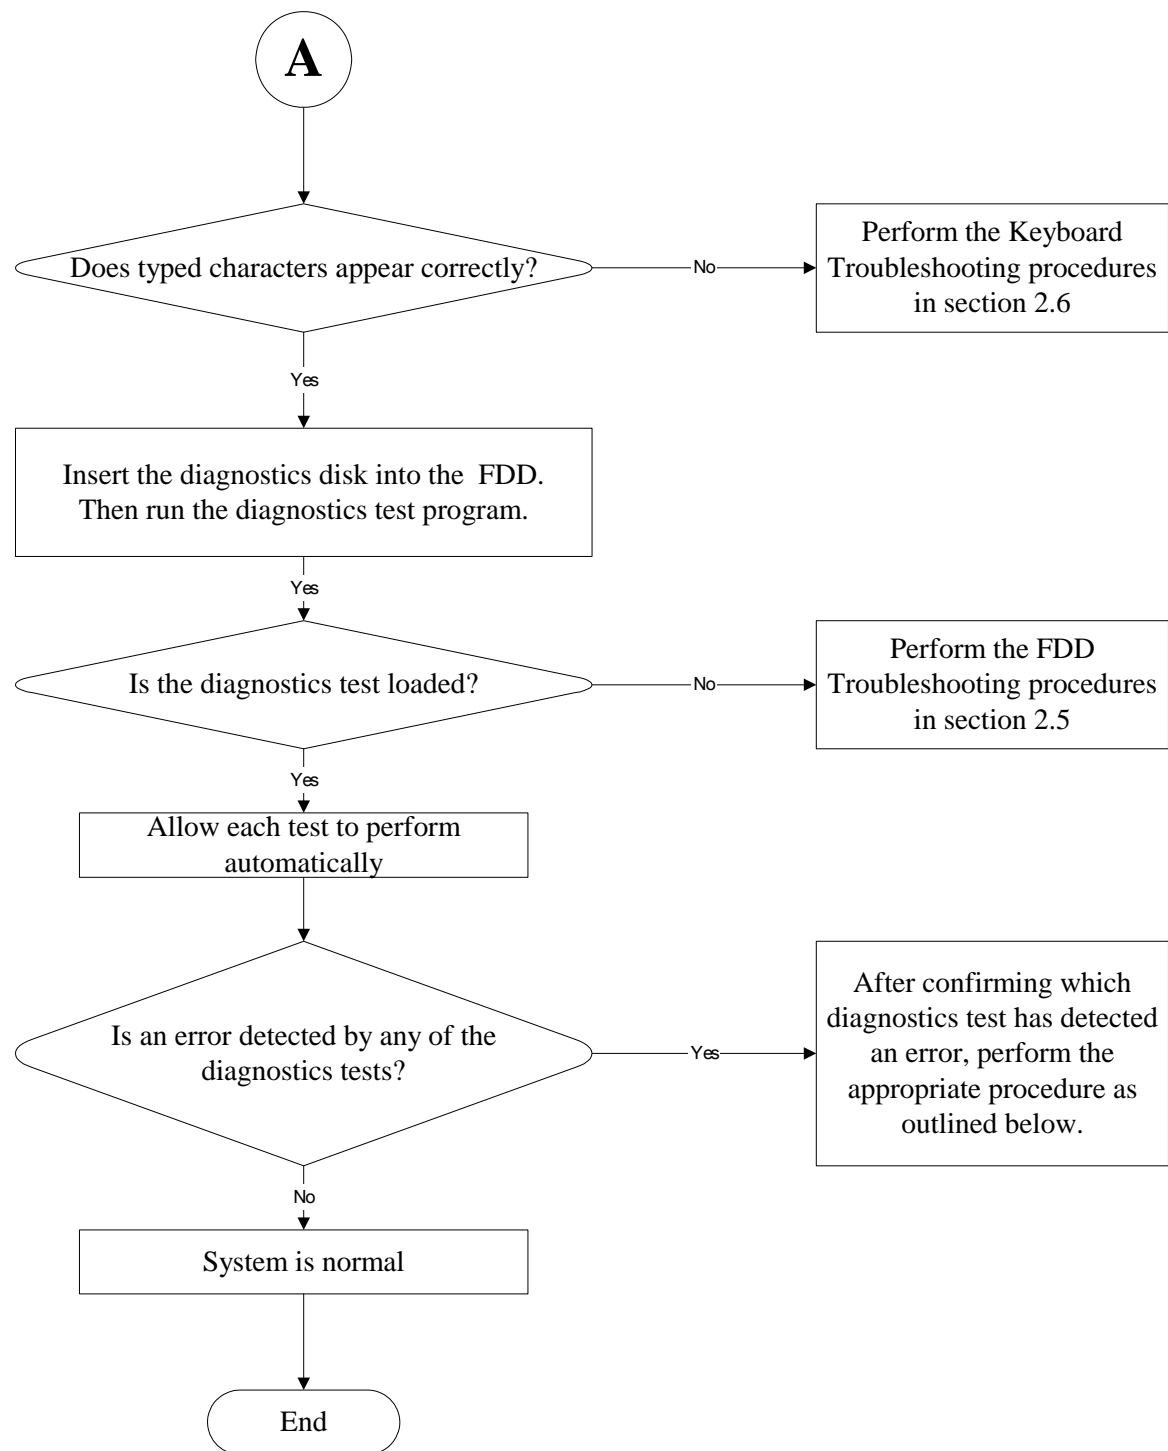 A
Does typed characters appear correctly?
No
Perform the Keyboard
Troubleshooting procedures
in section 2.6
Yes
Insert the diagnostics disk into the  FDD.
Then run the diagnostics test program.
Yes
Is the diagnostics test loaded?
No
Perform the FDD
Troubleshooting procedures
in section 2.5
Yes
Allow each test to perform
automatically
Is an error detected by any of the
diagnostics tests?
Yes
After confirming which
diagnostics test has detected
an error, perform the
appropriate procedure as
outlined below.
No
System is normal
End